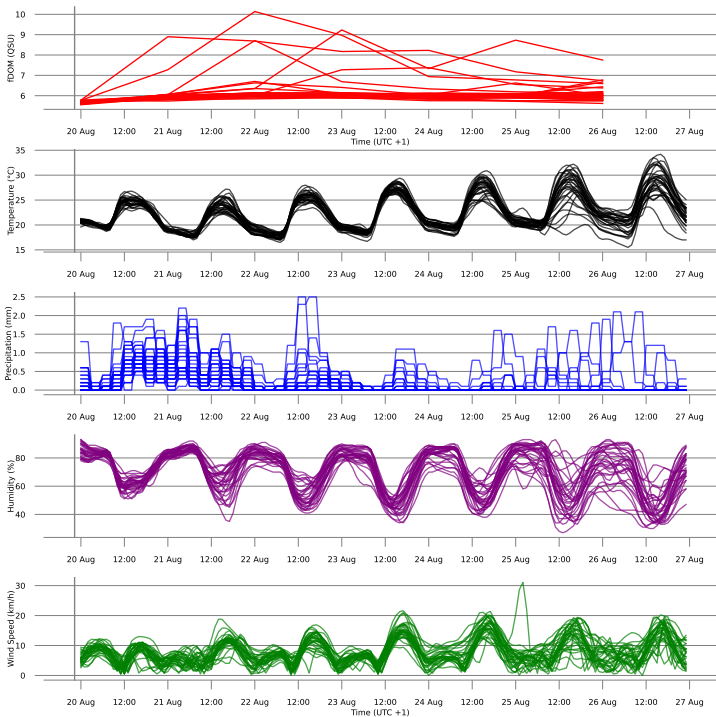 10
9
8
7
6
fDOM (QSU)
20 Aug 12:00 21 Aug 12:00 22 Aug 12:00 23 Aug 12:00 24 Aug 12:00 25 Aug 12:00 26 Aug 12:00 27 Aug
Time (UTC +1)
35
30
25
20
15
Temperature (°C)
20 Aug 12:00 21 Aug 12:00 22 Aug 12:00 23 Aug 12:00 24 Aug 12:00 25 Aug 12:00 26 Aug 12:00 27 Aug
2.5
2.0
1.5
1.0
0.5
0.0
Precipitation (mm)
20 Aug 12:00 21 Aug 12:00 22 Aug 12:00 23 Aug 12:00 24 Aug 12:00 25 Aug 12:00 26 Aug 12:00 27 Aug
80
60
40
Humidity (%)
20 Aug 12:00 21 Aug 12:00 22 Aug 12:00 23 Aug 12:00 24 Aug 12:00 25 Aug 12:00 26 Aug 12:00 27 Aug
30
20
10
0
Wind Speed (km/h)
20 Aug 12:00 21 Aug 12:00 22 Aug 12:00 23 Aug 12:00 24 Aug 12:00 25 Aug 12:00 26 Aug 12:00 27 Aug
Time (UTC +1)